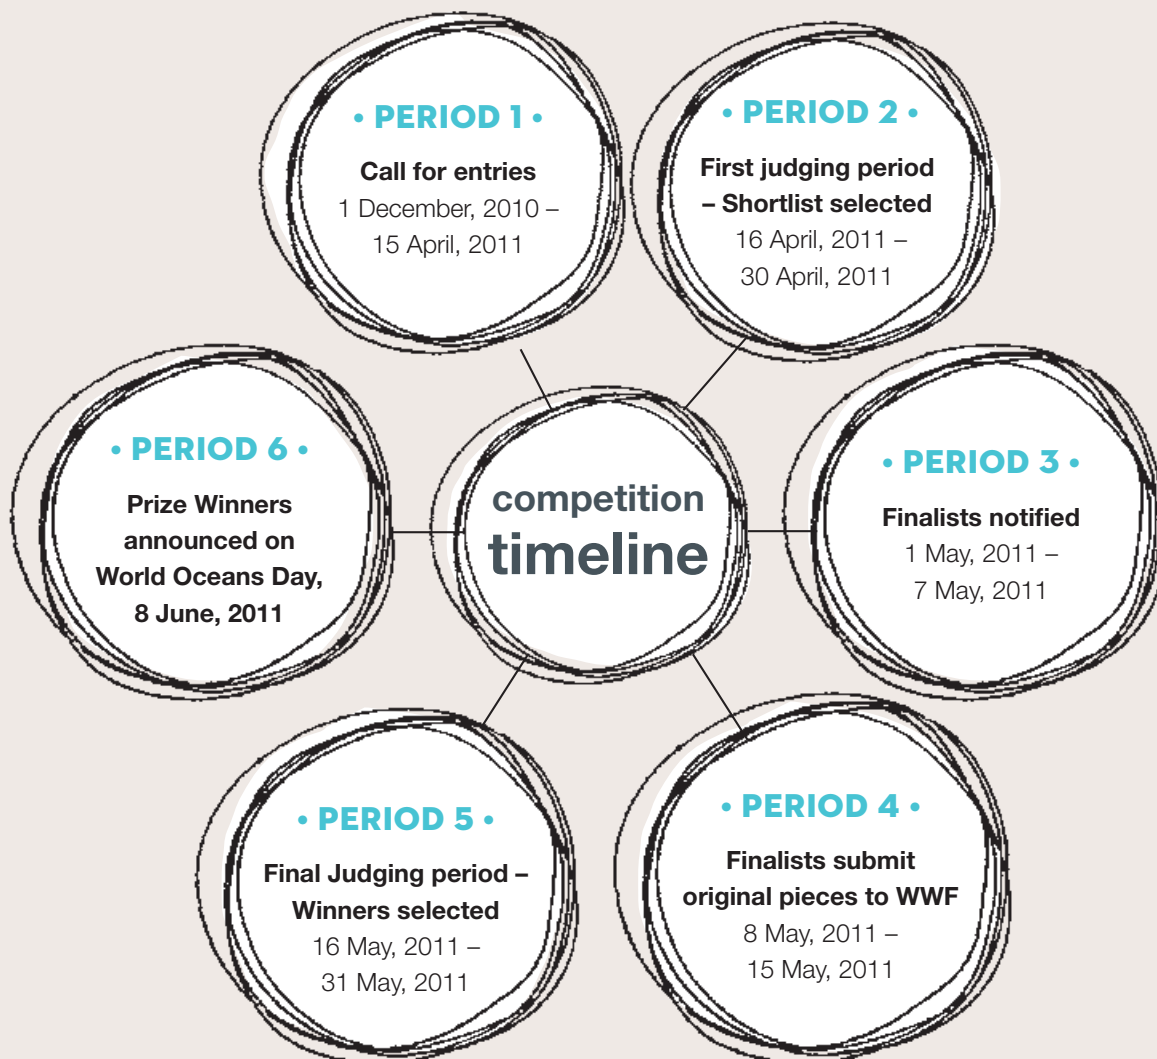 • PERIOD 1 •
Call for entries
1 December, 2010 –
15 April, 2011
• PERIOD 2 •
First judging period
– Shortlist selected
16 April, 2011 –
30 April, 2011
• PERIOD 3 •
Finalists notified
1 May, 2011 –
7 May, 2011
• PERIOD 4 •
Finalists submit
original pieces to WWF
8 May, 2011 –
15 May, 2011
• PERIOD 5 •
Final Judging period –
Winners selected
16 May, 2011 –
31 May, 2011
• PERIOD 6 •
Prize Winners
announced on
World Oceans Day,
8 June, 2011
competition
timeline